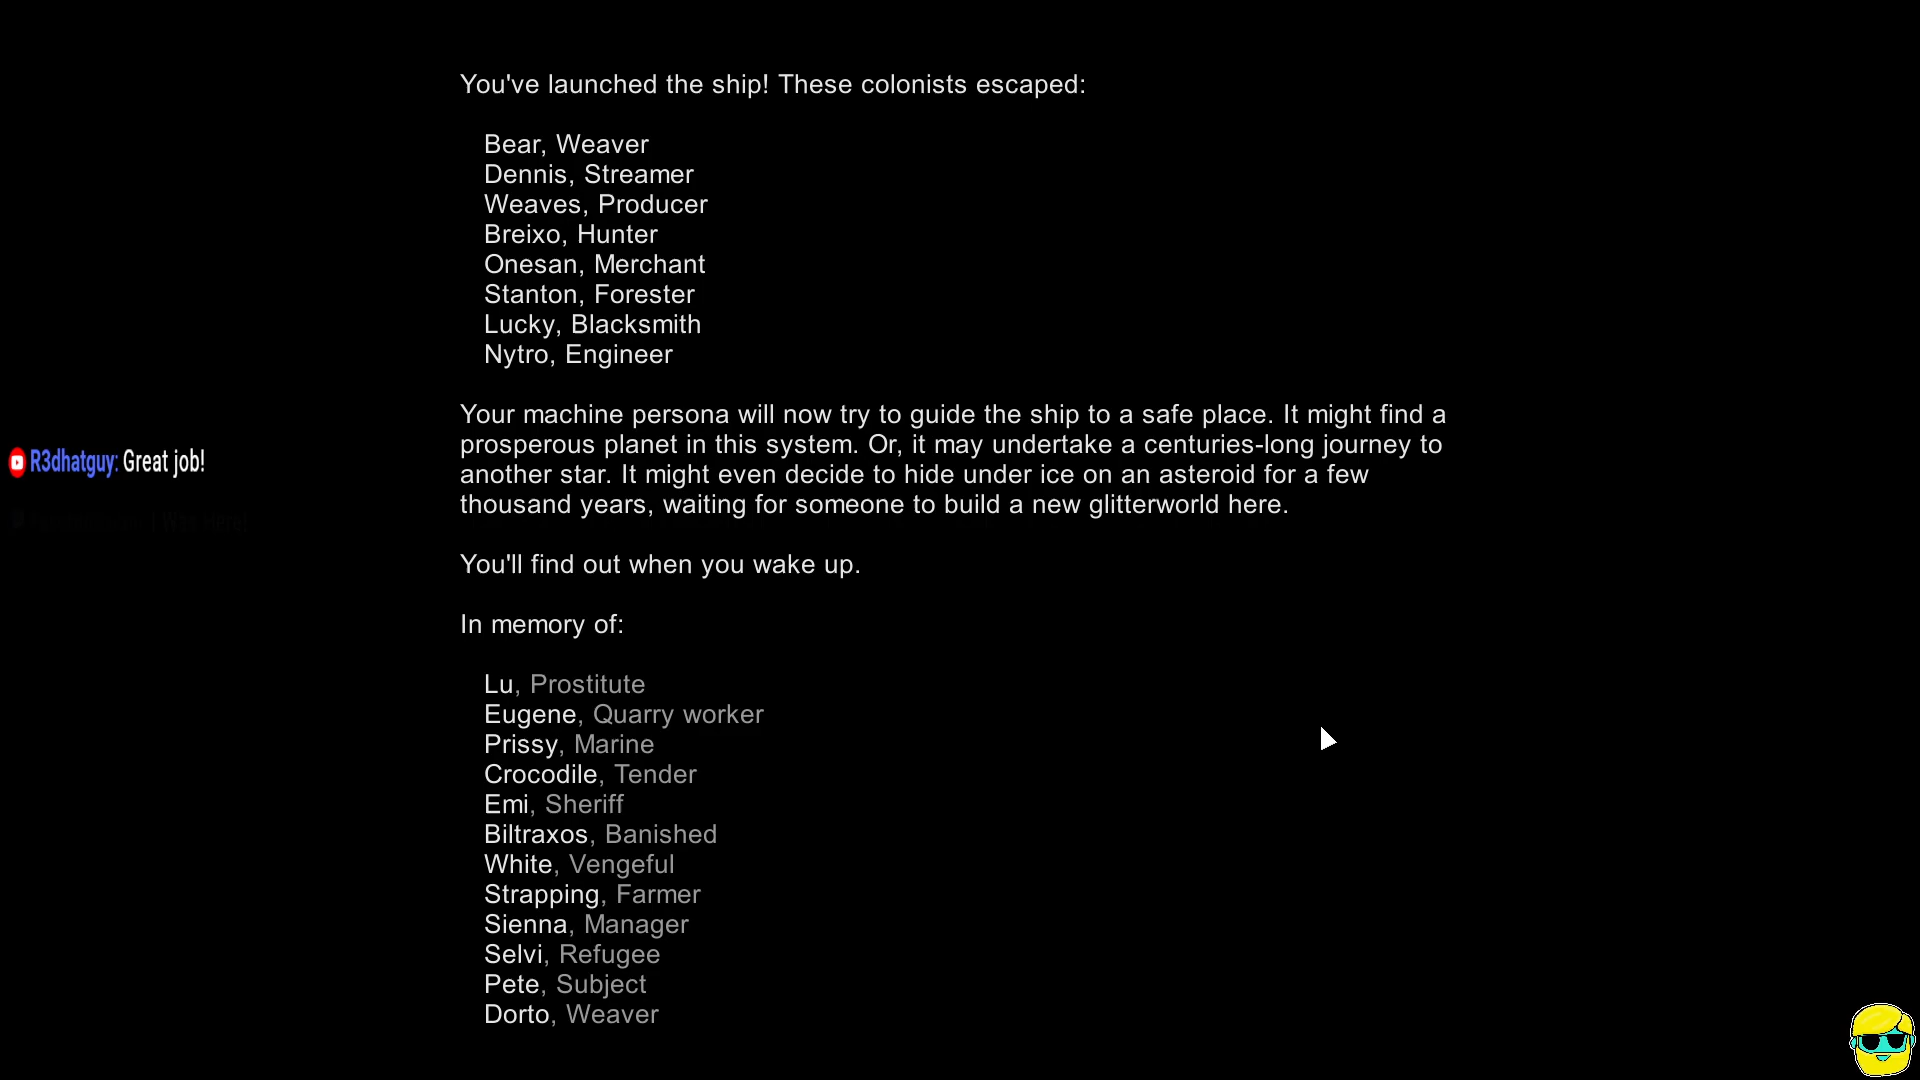 You've launched the ship! These colonists escaped:
Bear, Weaver
Dennis, Streamer
Weaves, Producer
Breixo, Hunter
Onesan, Merchant
Stanton, Forester
Lucky, Blacksmith
Nytro, Engineer
Your machine persona will now try to guide the ship to a safe place. It might find a
prosperous planet in this system. Or, it may undertake a centuries-long journey to
another star. It might even decide to hide under ice on an asteroid for a few
thousand years, waiting for someone to build a new glitterworld here.
R3dhatguy: Great job!
I Was Here!
You'll find out when you wake up.
In memory of:
Lu, Prostitute
Eugene, Quarry worker
Prissy, Marine
Crocodile, Tender
Emi, Sheriff
Biltraxos, Banished
White, Vengeful
Strapping, Farmer
Sienna, Manager
Selvi, Refugee
Pete, Subject
Dorto, Weaver